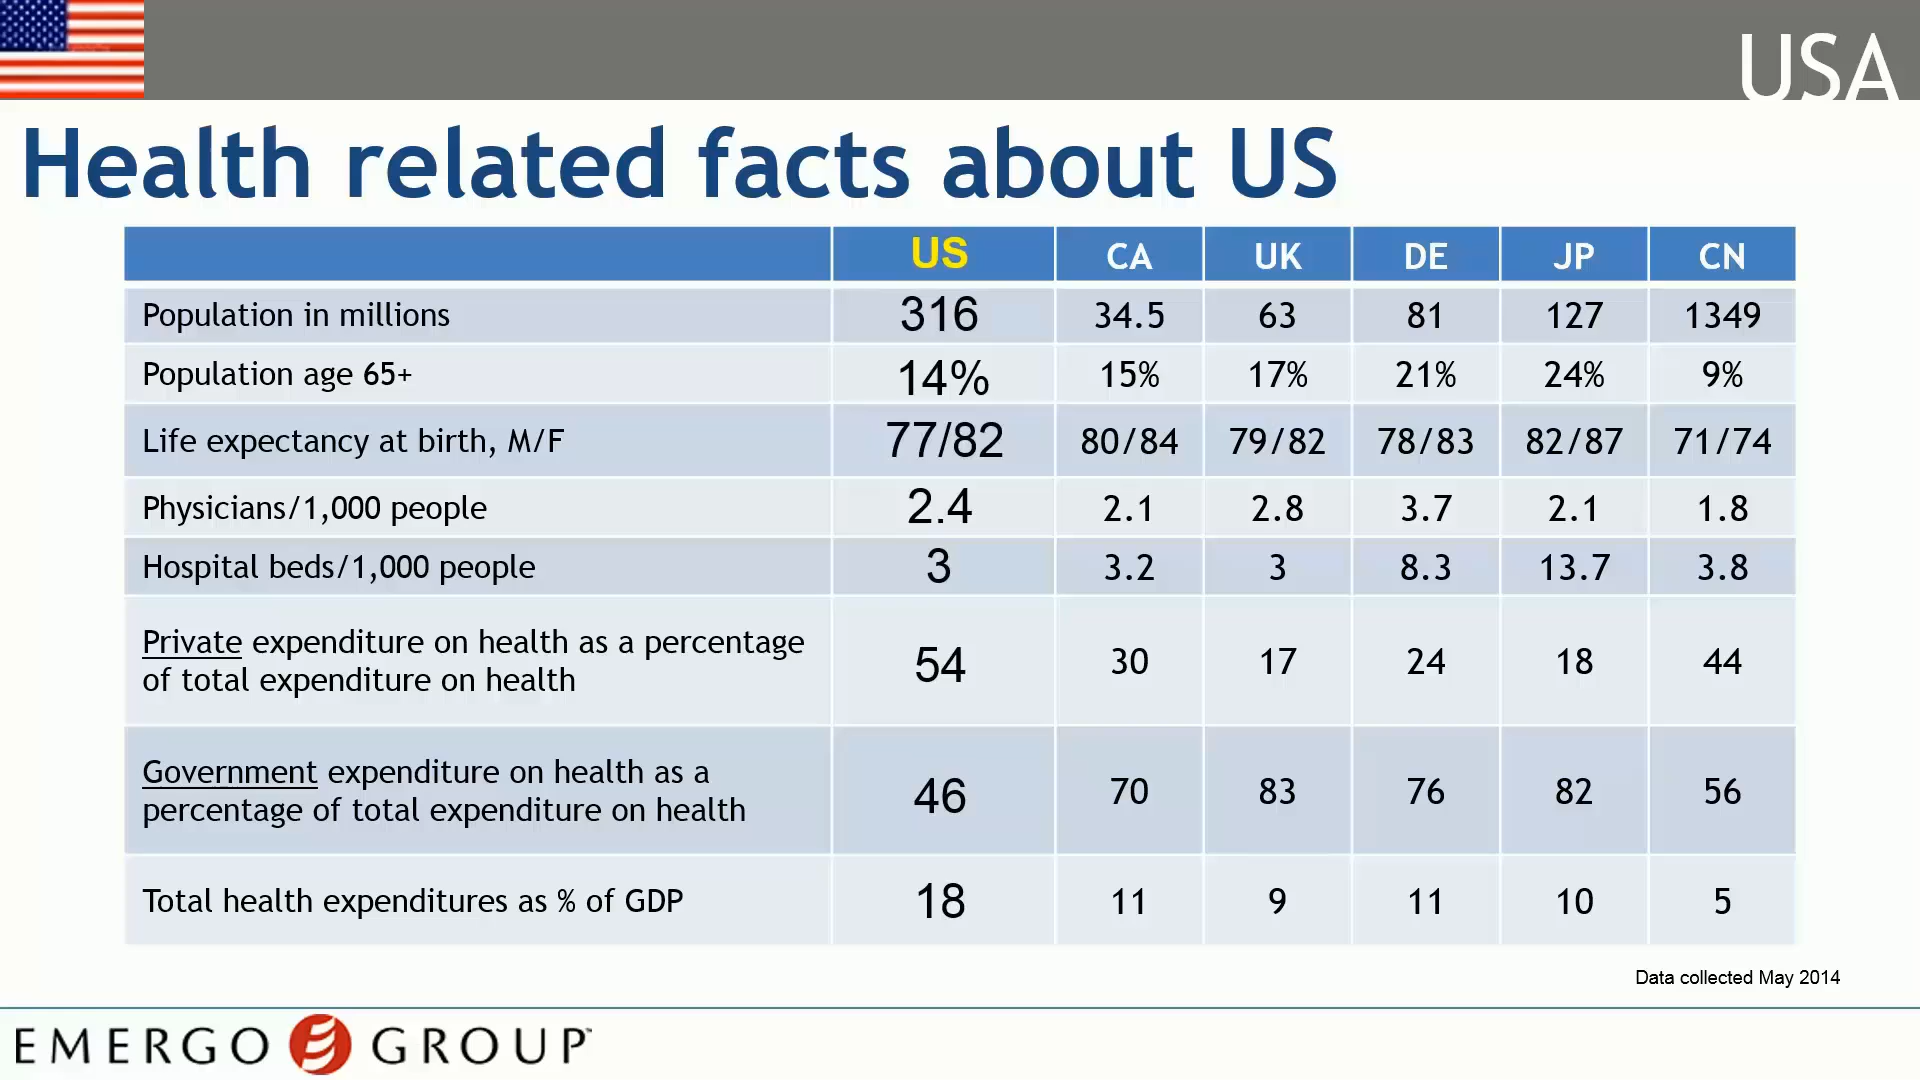 USA
Health related facts about US
US CA UK DE JP CN
Population in millions 316 34.5 63 81 127 1349
Population age 65+ 14% 15% 17% 21% 24% 9%
Life expectancy at birth, M/F 77/82 80/84 79/82 78/83 82/87 71/74
Physicians/1,000 people 2.4 2.1 2.8 3.7 2.1 1.8
Hospital beds/1,000 people 3 3.2 3 8.3 13.7 3.8
Private expenditure on health as a percentage
of total expenditure on health 54 30 17 24 18 44
Government expenditure on health as a
percentage of total expenditure on health 46 70 83 76 82 56
Total health expenditures as % of GDP 18 11 9 11 10 5
Data collected May 2014
EMERGO GROUP™